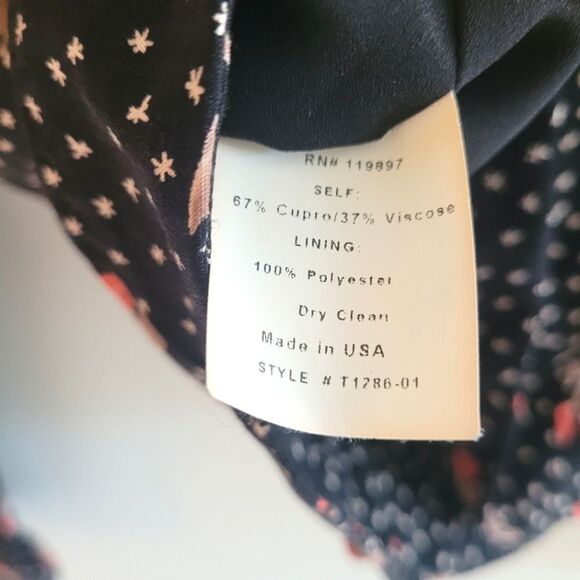 RN# 119897
SELF:
67% Cupro/37% Viscose
LINING:
100% Polyester
Dry Clean
Made in USA
STYLE # T1286-01